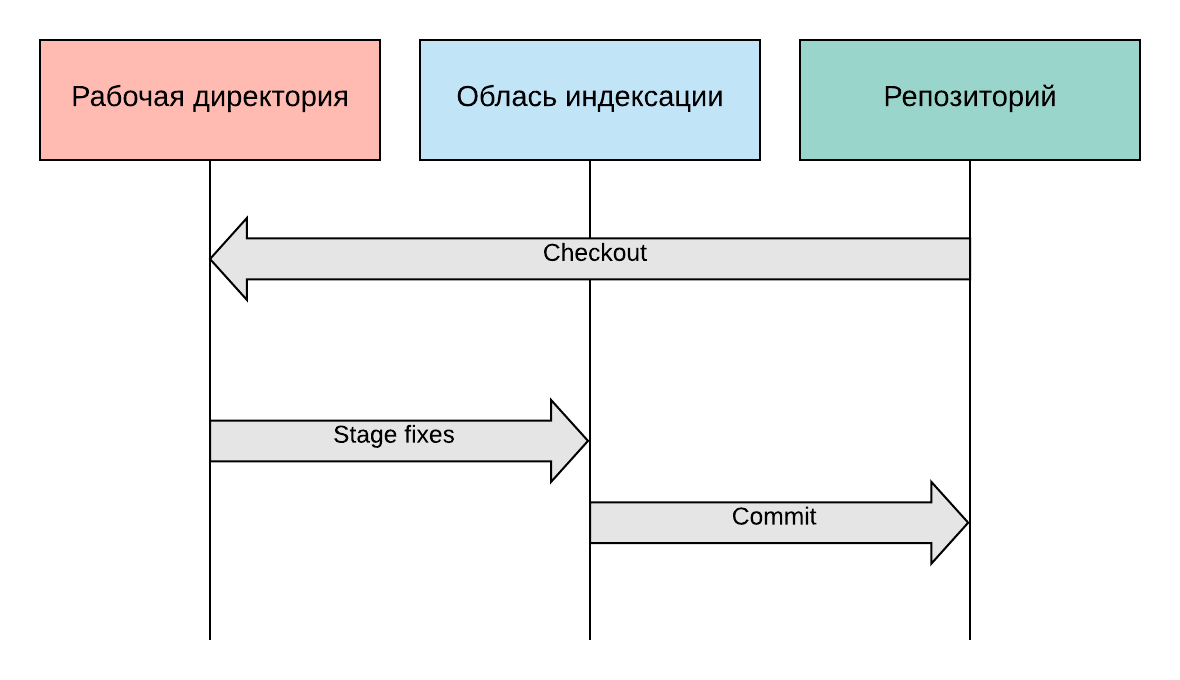 Рабочая директория
Облась индексации
Репозиторий
Checkout
Stage fixes
Commit